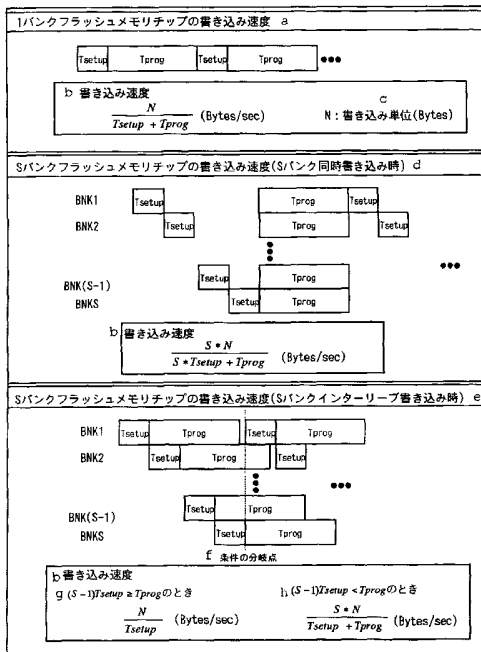 1バンクフラッシュメモリチップの書き込み速度 a
Tsetup Tprog Tsetup Tprog ●●●
b 書き込み速度
N / Tsetup + Tprog (Bytes/sec)
c
N：書き込み単位(Bytes)
Sバンクフラッシュメモリチップの書き込み速度(Sバンク同時書き込み時) d
BNK1 Tsetup Tprog Tsetup
BNK2 Tsetup Tprog Tsetup
●●●
BNK(S-1) Tsetup Tprog
BNKS Tsetup Tprog
b 書き込み速度
S * N / S * Tsetup + Tprog (Bytes/sec)
Sバンクフラッシュメモリチップの書き込み速度(Sバンクインターリーブ書き込み時) e
BNK1 Tsetup Tprog Tsetup Tprog
BNK2 Tsetup Tprog Tsetup
●●●
BNK(S-1) Tsetup Tprog
BNKS Tsetup Tprog
f 条件の分岐点
b 書き込み速度
g (S-1)Tsetup ≥ Tprogのとき
N / Tsetup (Bytes/sec)
h (S-1)Tsetup < Tprogのとき
S * N / Tsetup + Tprog (Bytes/sec)